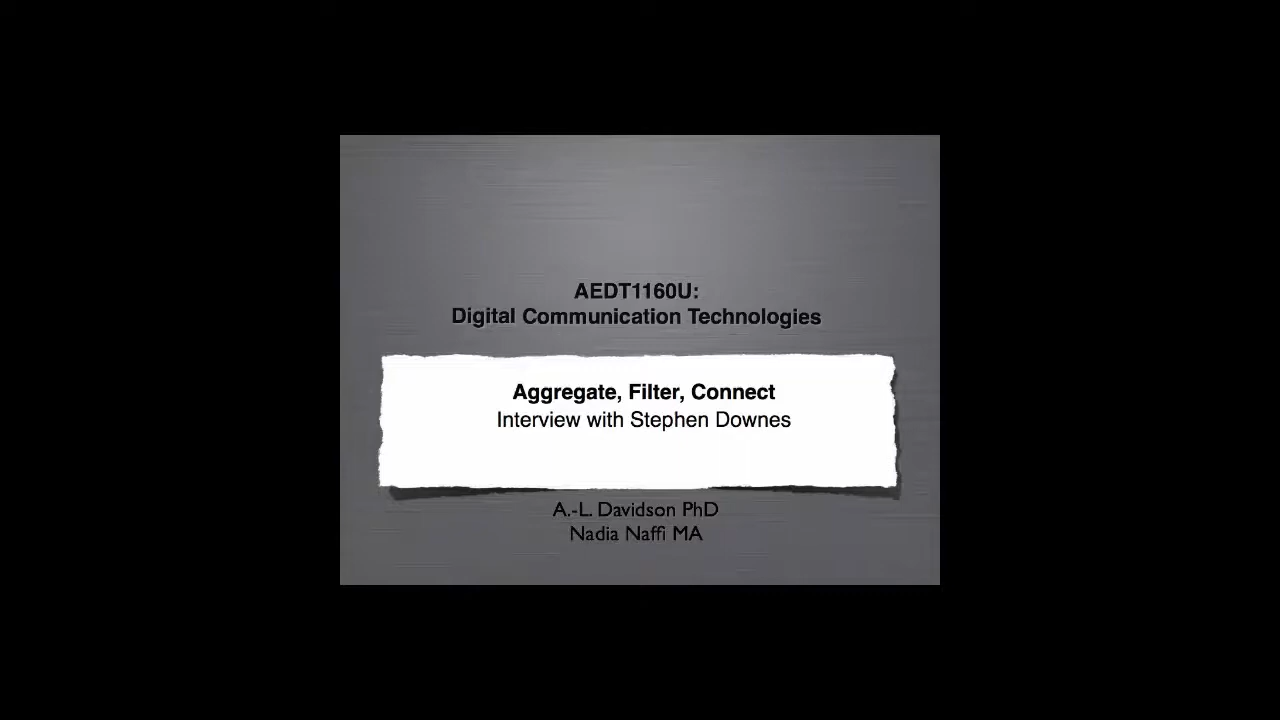 AEDT1160U:
Digital Communication Technologies
Aggregate, Filter, Connect
Interview with Stephen Downes
A.-L. Davidson PhD
Nadia Naffi MA